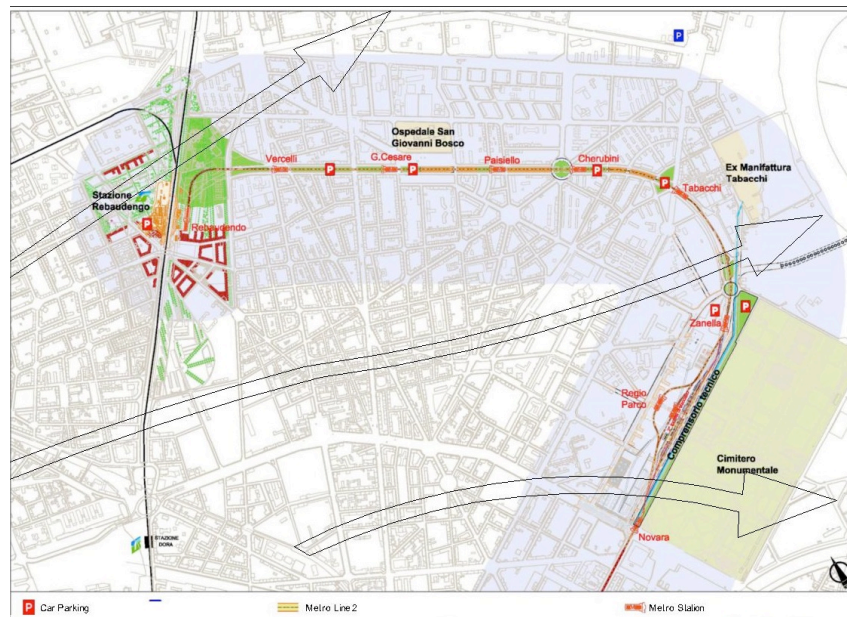 P
Ospedale San
Giovanni Bosco
Vercelli
P
G.Cesare
P
Paisiello
Cherubini
P
Ex Manifattura
Tabacchi
P
Tabacchi
Stazione
Rebaudengo
P
Rebaudendo
P
P
Zanella
Regio
Parco
Comprensorio tecnico
Cimitero
Monumentale
Novara
STAZIONE
DORA
P Car Parking
Metro Line 2
Metro Station